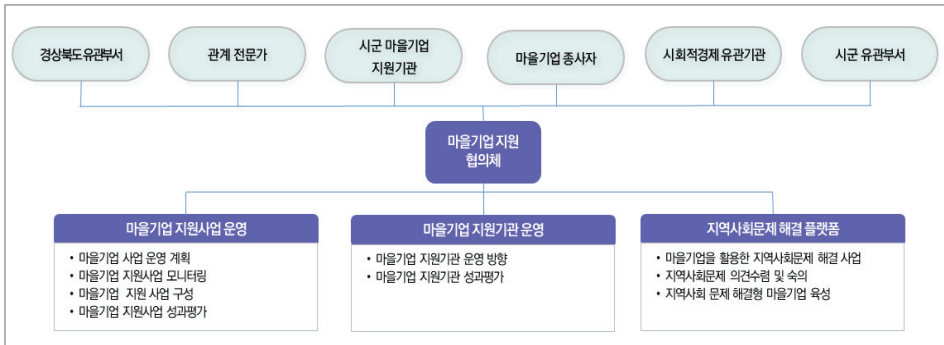 경상북도 유관부서
관계 전문가
시군 마을기업
지원기관
마을기업 종사자
시회적경제 유관기관
시군 유관부서
마을기업 지원
협의체
마을기업 지원사업 운영
• 마을기업 사업 운영 계획
• 마을기업 지원사업 모니터링
• 마을기업 지원 사업 구성
• 마을기업 지원사업 성과평가
마을기업 지원기관 운영
• 마을기업 지원기관 운영 방향
• 마을기업 지원기관 성과평가
지역사회문제 해결 플랫폼
• 마을기업을 활용한 지역사회문제 해결 사업
• 지역사회문제 의견수렴 및 숙의
• 지역사회 문제 해결형 마을기업 육성